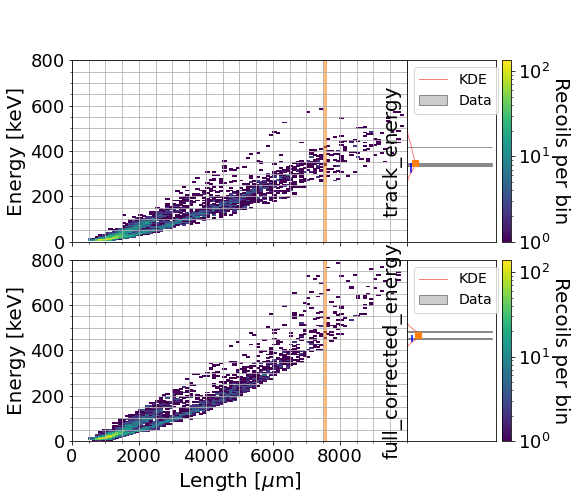 800
600
400
200
0
Energy [keV]
track_energy
KDE
Data
10²
10¹
10⁰
Recoils per bin
800
600
400
200
0
Energy [keV]
full_corrected_energy
KDE
Data
10²
10¹
10⁰
Recoils per bin
0 2000 4000 6000 8000
Length [μm]